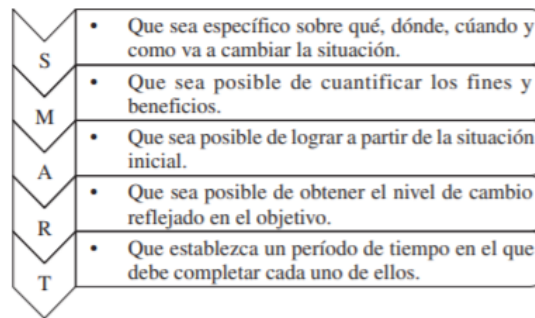 S
• Que sea específico sobre qué, dónde, cúando y
como va a cambiar la situación.
M
• Que sea posible de cuantificar los fines y
beneficios.
A
• Que sea posible de lograr a partir de la situación
inicial.
R
• Que sea posible de obtener el nivel de cambio
reflejado en el objetivo.
T
• Que establezca un período de tiempo en el que
debe completar cada uno de ellos.